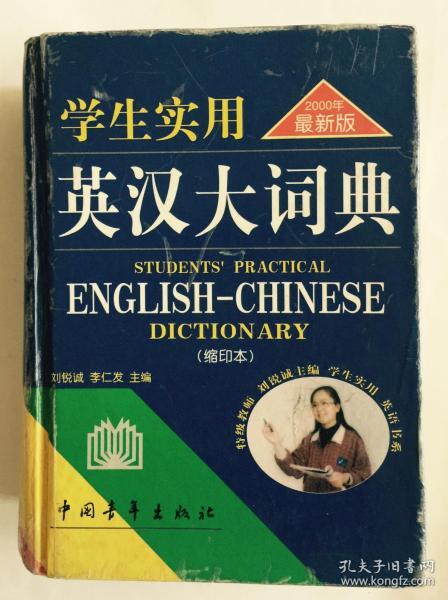 学生实用
2000年
最新版
英汉大词典
STUDENTS' PRACTICAL
ENGLISH-CHINESE
DICTIONARY
(缩印本)
刘锐诚 李仁发 主编
特级教师 刘锐诚主编 学生实用 英语书系
中国青年出版社
孔夫子旧书网
www.kongfz.com